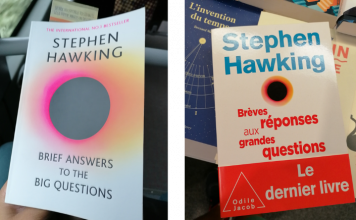 THE INTERNATIONAL NO.1 BESTSELLER
STEPHEN
HAWKING
BRIEF ANSWERS
TO THE
BIG QUESTIONS
L'invention
du temps
Stephen
Hawking
Brèves
réponses
aux
grandes
questions
Le
dernier livre
Odile
Jacob